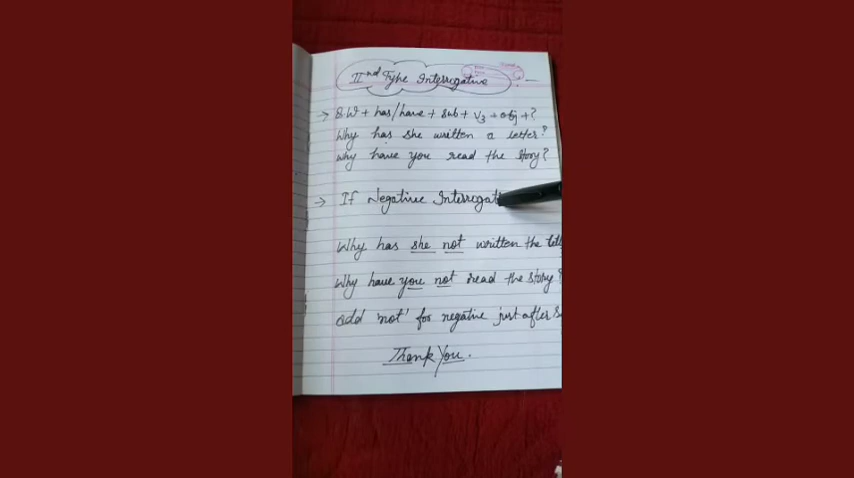 IInd Type Interrogative
→ Q.W + has/have + sub + V3 + obj + ?
Why has she written a letter?
Why have you read the story?
→ If Negative Interrogati
Why has she not written the
Why have you not read the story?
add 'not' for negative just after
Thank You.